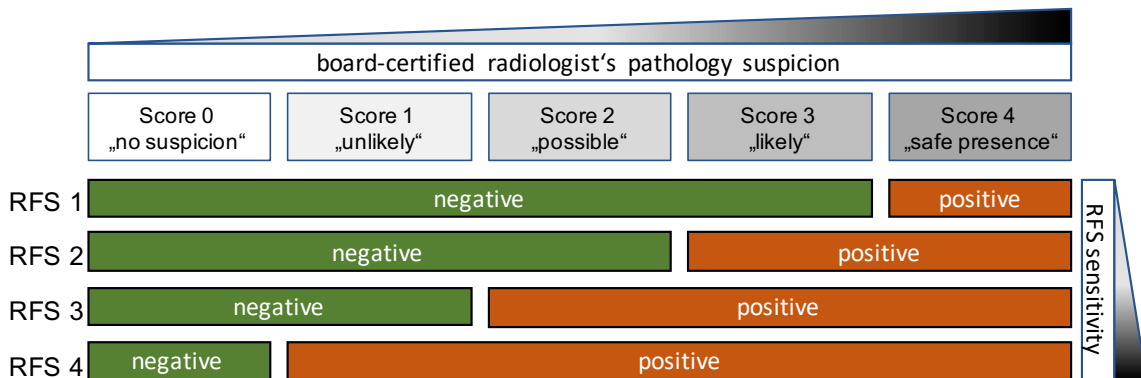 board-certified radiologist‘s pathology suspicion
Score 0
„no suspicion“
Score 1
„unlikely“
Score 2
„possible“
Score 3
„likely“
Score 4
„safe presence“
RFS 1
negative
positive
RFS 2
negative
positive
RFS 3
negative
positive
RFS 4
negative
positive
RFS sensitivity